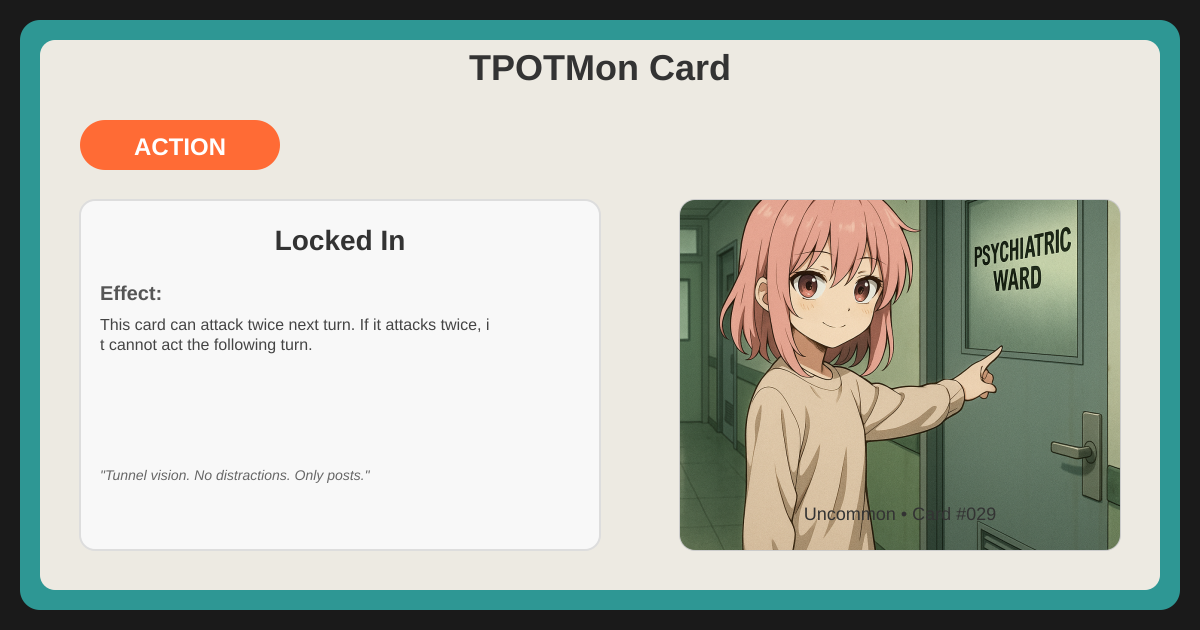 TPOTMon Card
ACTION
Locked In
Effect:
This card can attack twice next turn. If it attacks twice, i
t cannot act the following turn.
"Tunnel vision. No distractions. Only posts."
PSYCHIATRIC
WARD
Uncommon • Card #029